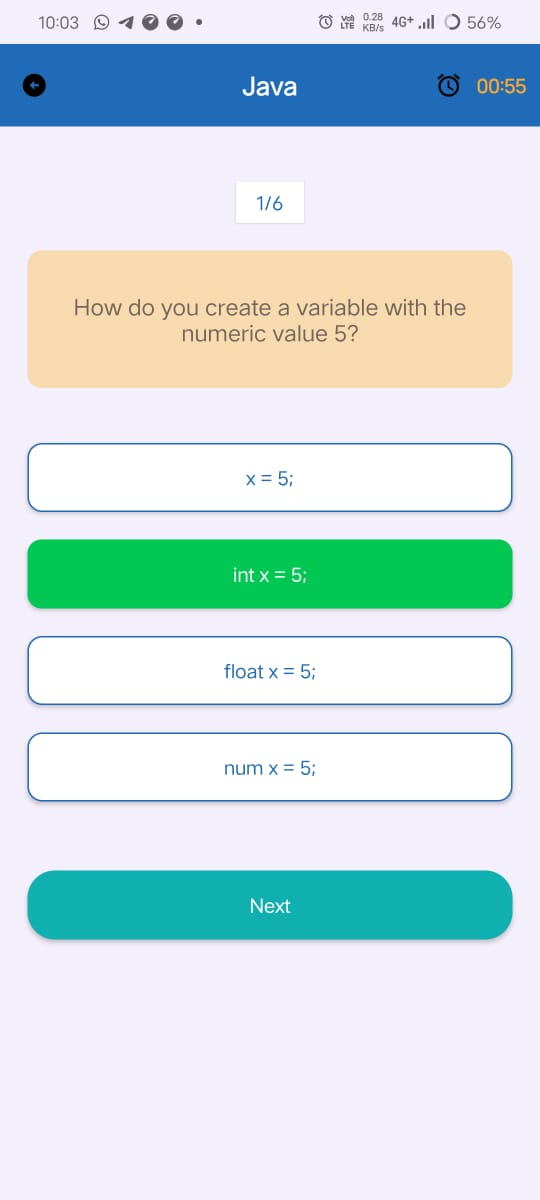 10:03 VoI) LTE 0.28 KB/s 4G+ 56%
Java 00:55
1/6
How do you create a variable with the
numeric value 5?
x = 5;
int x = 5;
float x = 5;
num x = 5;
Next